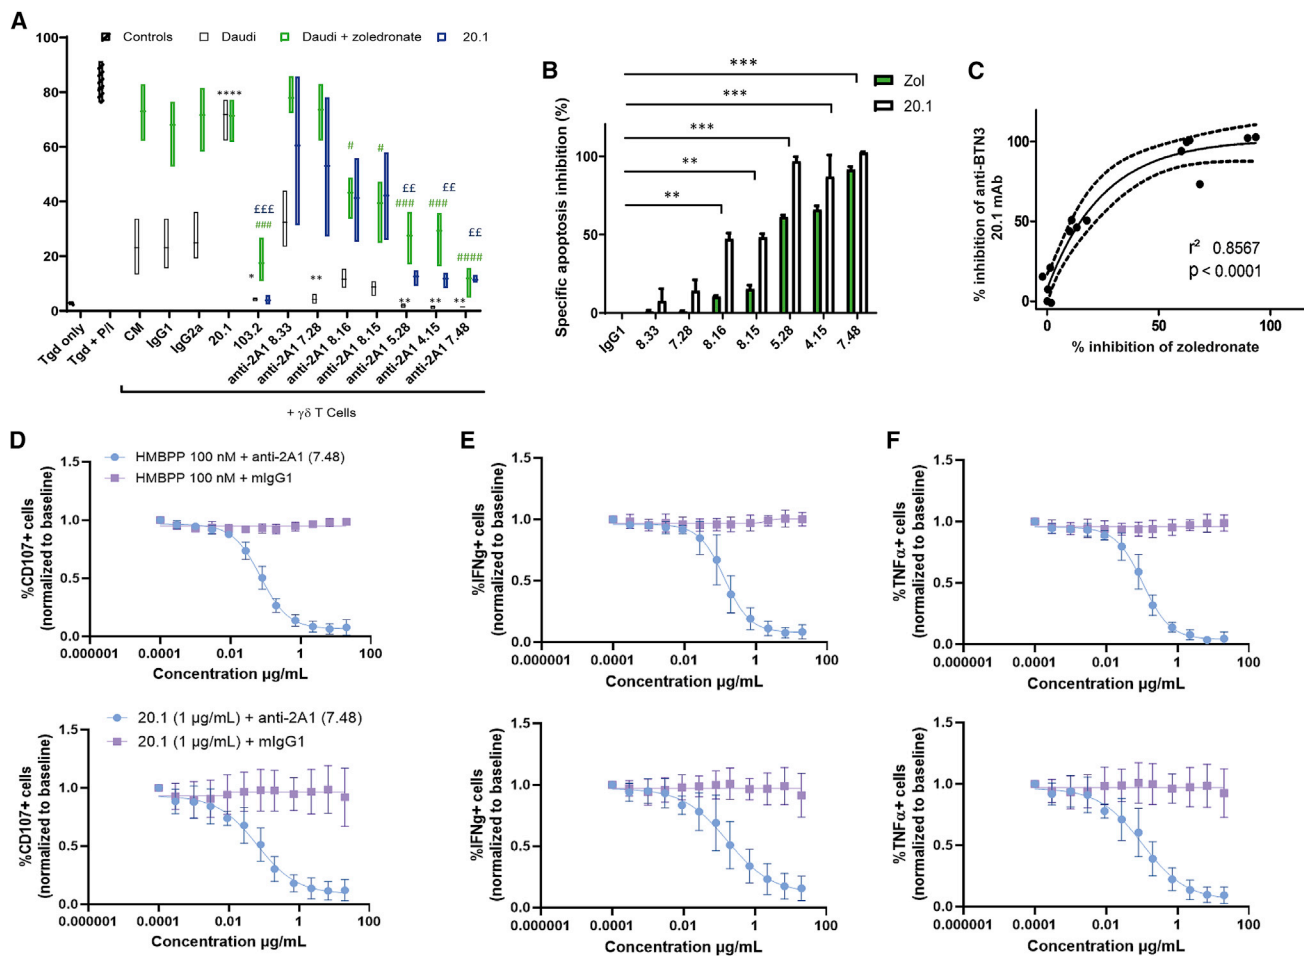 A
Controls
Daudi
Daudi + zoledronate
20.1
100
80
60
40
20
0
****
*
£££
###
**
#
#
££
###
**
££
###
**
££
####
**
Tgd only
Tgd + P/I
CM
IgG1
IgG2a
20.1
103.2
anti-2A1 8.33
anti-2A1 7.28
anti-2A1 8.16
anti-2A1 8.15
anti-2A1 5.28
anti-2A1 4.15
anti-2A1 7.48
+ γδ T Cells
B
Specific apoptosis inhibition (%)
100
50
0
***
***
***
**
**
Zol
20.1
IgG1
8.33
7.28
8.16
8.15
5.28
4.15
7.48
C
% inhibition of anti-BTN3
20.1 mAb
100
50
0
r² 0.8567
p < 0.0001
0
50
100
% inhibition of zoledronate
D
HMBPP 100 nM + anti-2A1 (7.48)
HMBPP 100 nM + mIgG1
%CD107+ cells
(normalized to baseline)
1.5
1.0
0.5
0.0
0.000001
0.0001
0.01
1
100
Concentration µg/mL
E
%IFNg+ cells
(normalized to baseline)
1.5
1.0
0.5
0.0
0.000001
0.0001
0.01
1
100
Concentration µg/mL
F
%TNFα+ cells
(normalized to baseline)
1.5
1.0
0.5
0.0
0.000001
0.0001
0.01
1
100
Concentration µg/mL
20.1 (1 µg/mL) + anti-2A1 (7.48)
20.1 (1 µg/mL) + mIgG1
%CD107+ cells
(normalized to baseline)
1.5
1.0
0.5
0.0
0.000001
0.0001
0.01
1
100
Concentration µg/mL
%IFNg+ cells
(normalized to baseline)
1.5
1.0
0.5
0.0
0.000001
0.0001
0.01
1
100
Concentration µg/mL
%TNFα+ cells
(normalized to baseline)
1.5
1.0
0.5
0.0
0.000001
0.0001
0.01
1
100
Concentration µg/mL